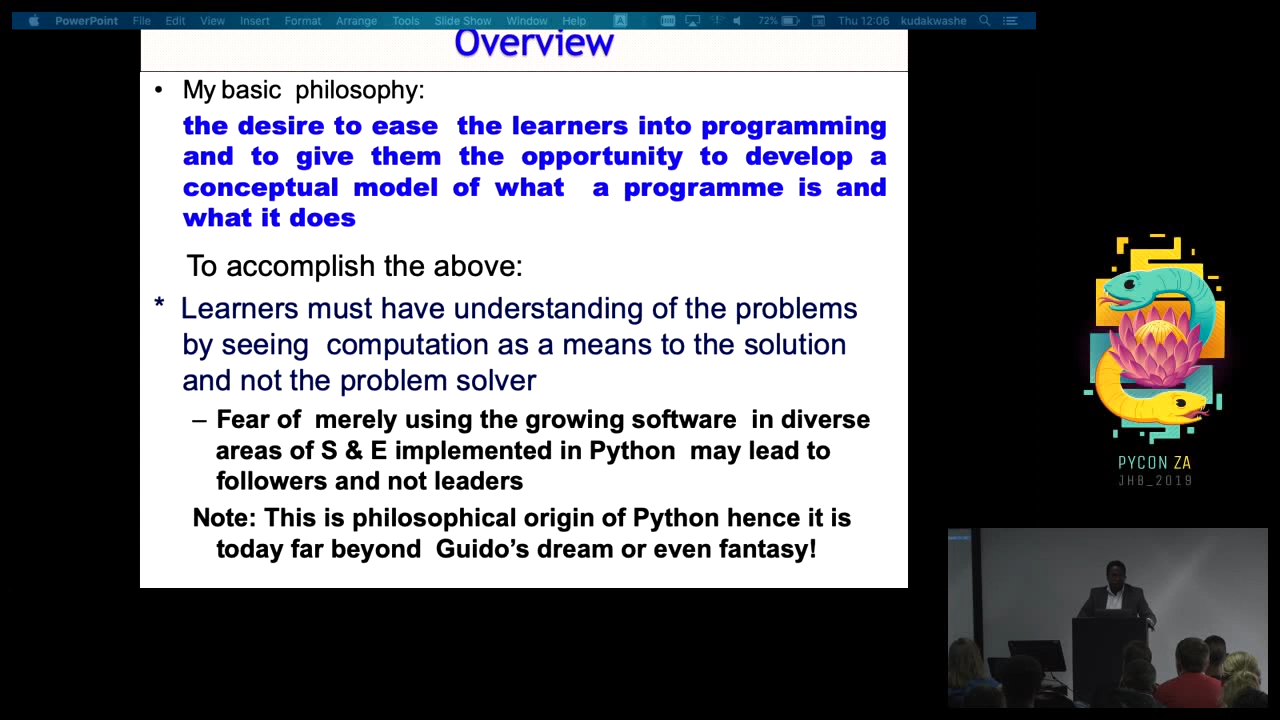 PowerPoint File Edit View Insert Format Arrange Tools Slide Show Window Help A 72% Thu 12:06 kudakwashe
Overview
• My basic philosophy:
the desire to ease the learners into programming
and to give them the opportunity to develop a
conceptual model of what a programme is and
what it does
To accomplish the above:
* Learners must have understanding of the problems
by seeing computation as a means to the solution
and not the problem solver
– Fear of merely using the growing software in diverse
areas of S & E implemented in Python may lead to
followers and not leaders
Note: This is philosophical origin of Python hence it is
today far beyond Guido’s dream or even fantasy!
PYCON ZA
JHB_2019